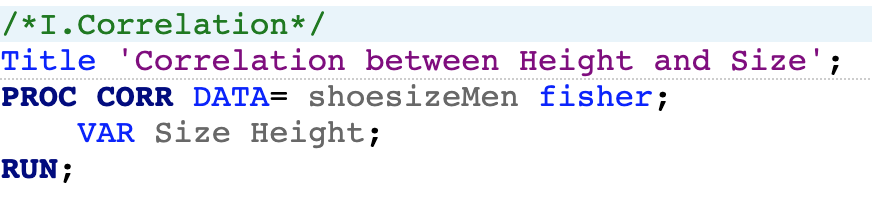 /*I.Correlation*/
Title 'Correlation between Height and Size';
PROC CORR DATA= shoesizeMen fisher;
    VAR Size Height;
RUN;